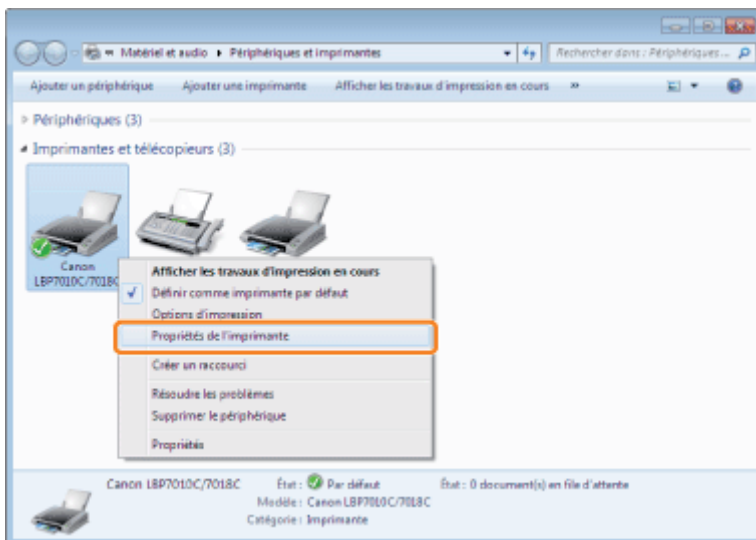 Matériel et audio ▸ Périphériques et imprimantes
Rechercher dans : Périphériques ...
Ajouter un périphérique Ajouter une imprimante Afficher les travaux d'impression en cours »
Périphériques (3)
Imprimantes et télécopieurs (3)
Canon
LBP7010C/7018C
Afficher les travaux d'impression en cours
Définir comme imprimante par défaut
Options d'impression
Propriétés de l'imprimante
Créer un raccourci
Résoudre les problèmes
Supprimer le périphérique
Propriétés
Canon LBP7010C/7018C État : Par défaut État : 0 document(s) en file d'attente
Modèle : Canon LBP7010C/7018C
Catégorie : Imprimante